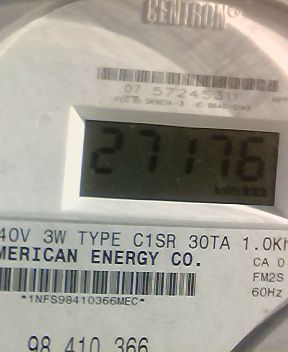 CENTRON®
07 57245311
27176
kWh
40V 3W TYPE C1SR 30TA 1.0Kh
MERICAN ENERGY CO.
CA 0
FM2S
*1NFS98410366MEC*
60Hz
98 410 366